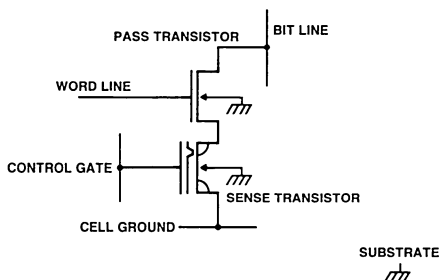 PASS TRANSISTOR
BIT LINE
WORD LINE
CONTROL GATE
SENSE TRANSISTOR
CELL GROUND
SUBSTRATE